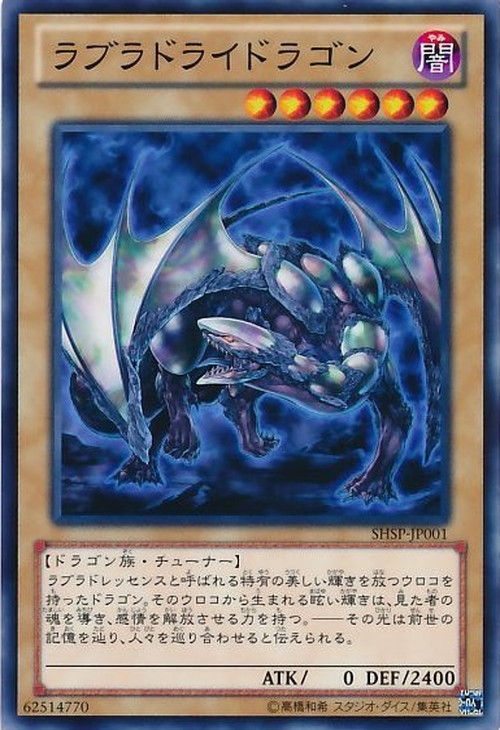 ラブラドライドラゴン
闇
SHSP-JP001
【ドラゴン族・チューナー】
ラブラドレッセンスと呼ばれる特有の美しい輝きを放つウロコを
持ったドラゴン。そのウロコから生まれる眩い輝きは、見た者の
魂を導き、感情を解放させる力を持つ。――その光は前世の
記憶を辿り、人々を巡り合わせると伝えられる。
ATK/ 0 DEF/2400
62514770
©高橋和希 スタジオ・ダイス/集英社